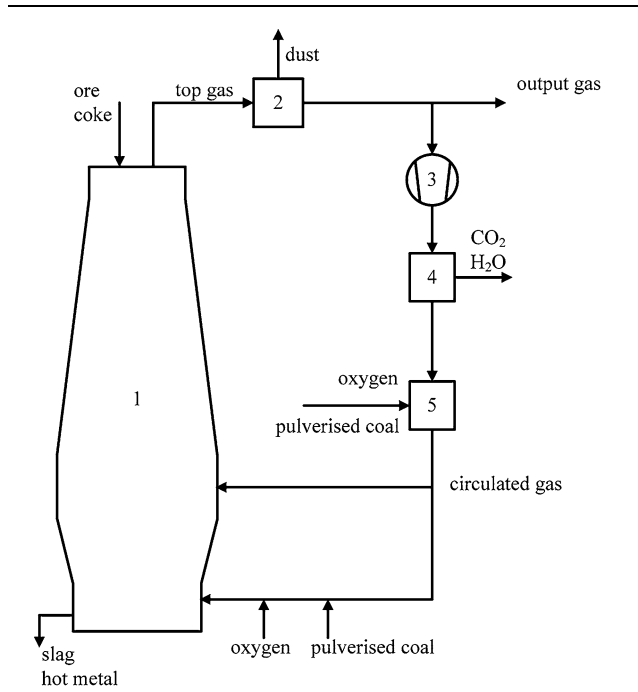 dust
ore
coke
top gas
2
output gas
3
CO₂
H₂O
4
oxygen
pulverised coal
5
1
circulated gas
oxygen
pulverised coal
slag
hot metal